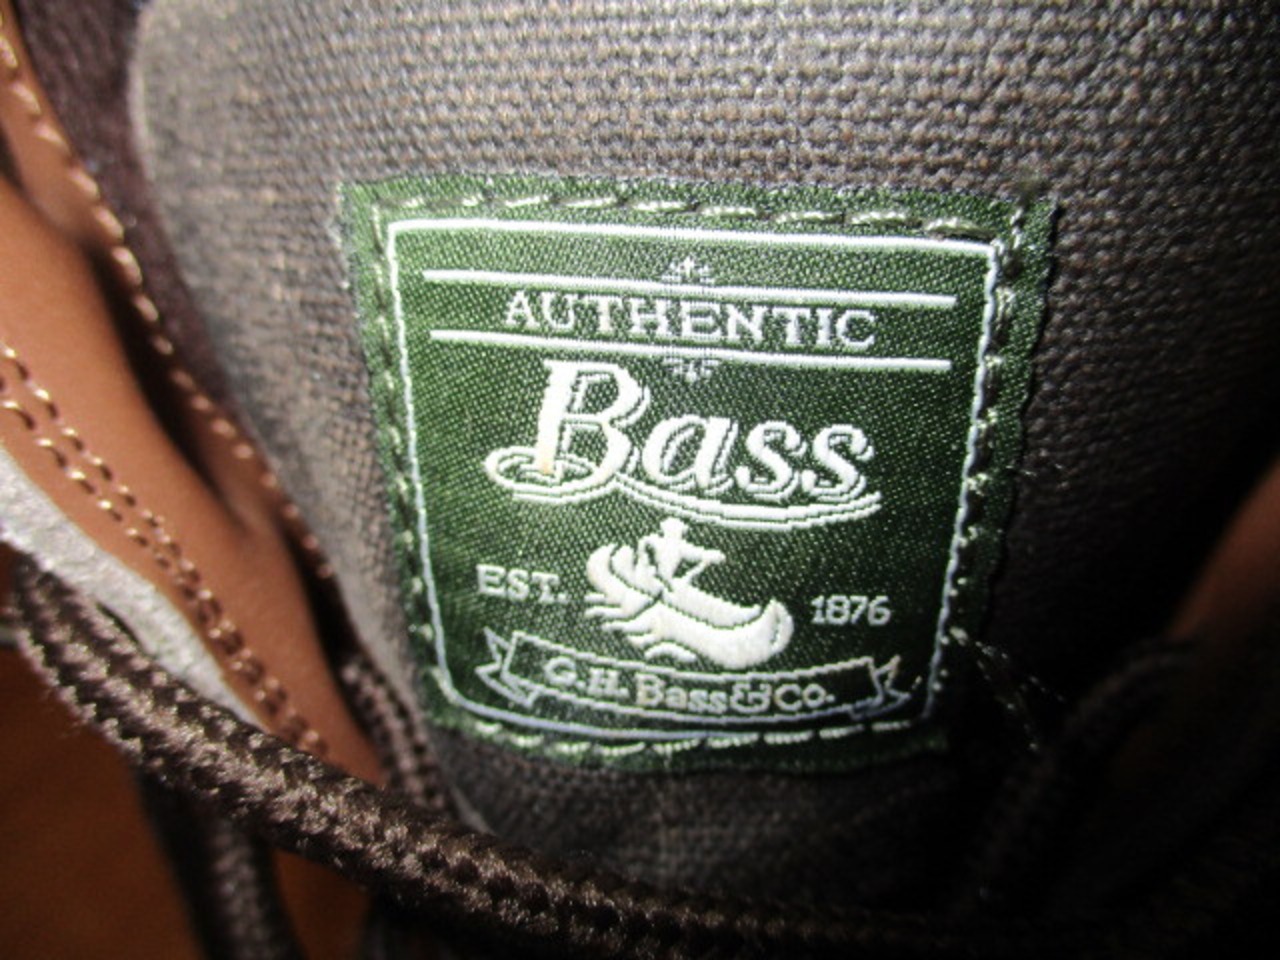 AUTHENTIC
Bass
EST. 1876
G.H. Bass & Co.